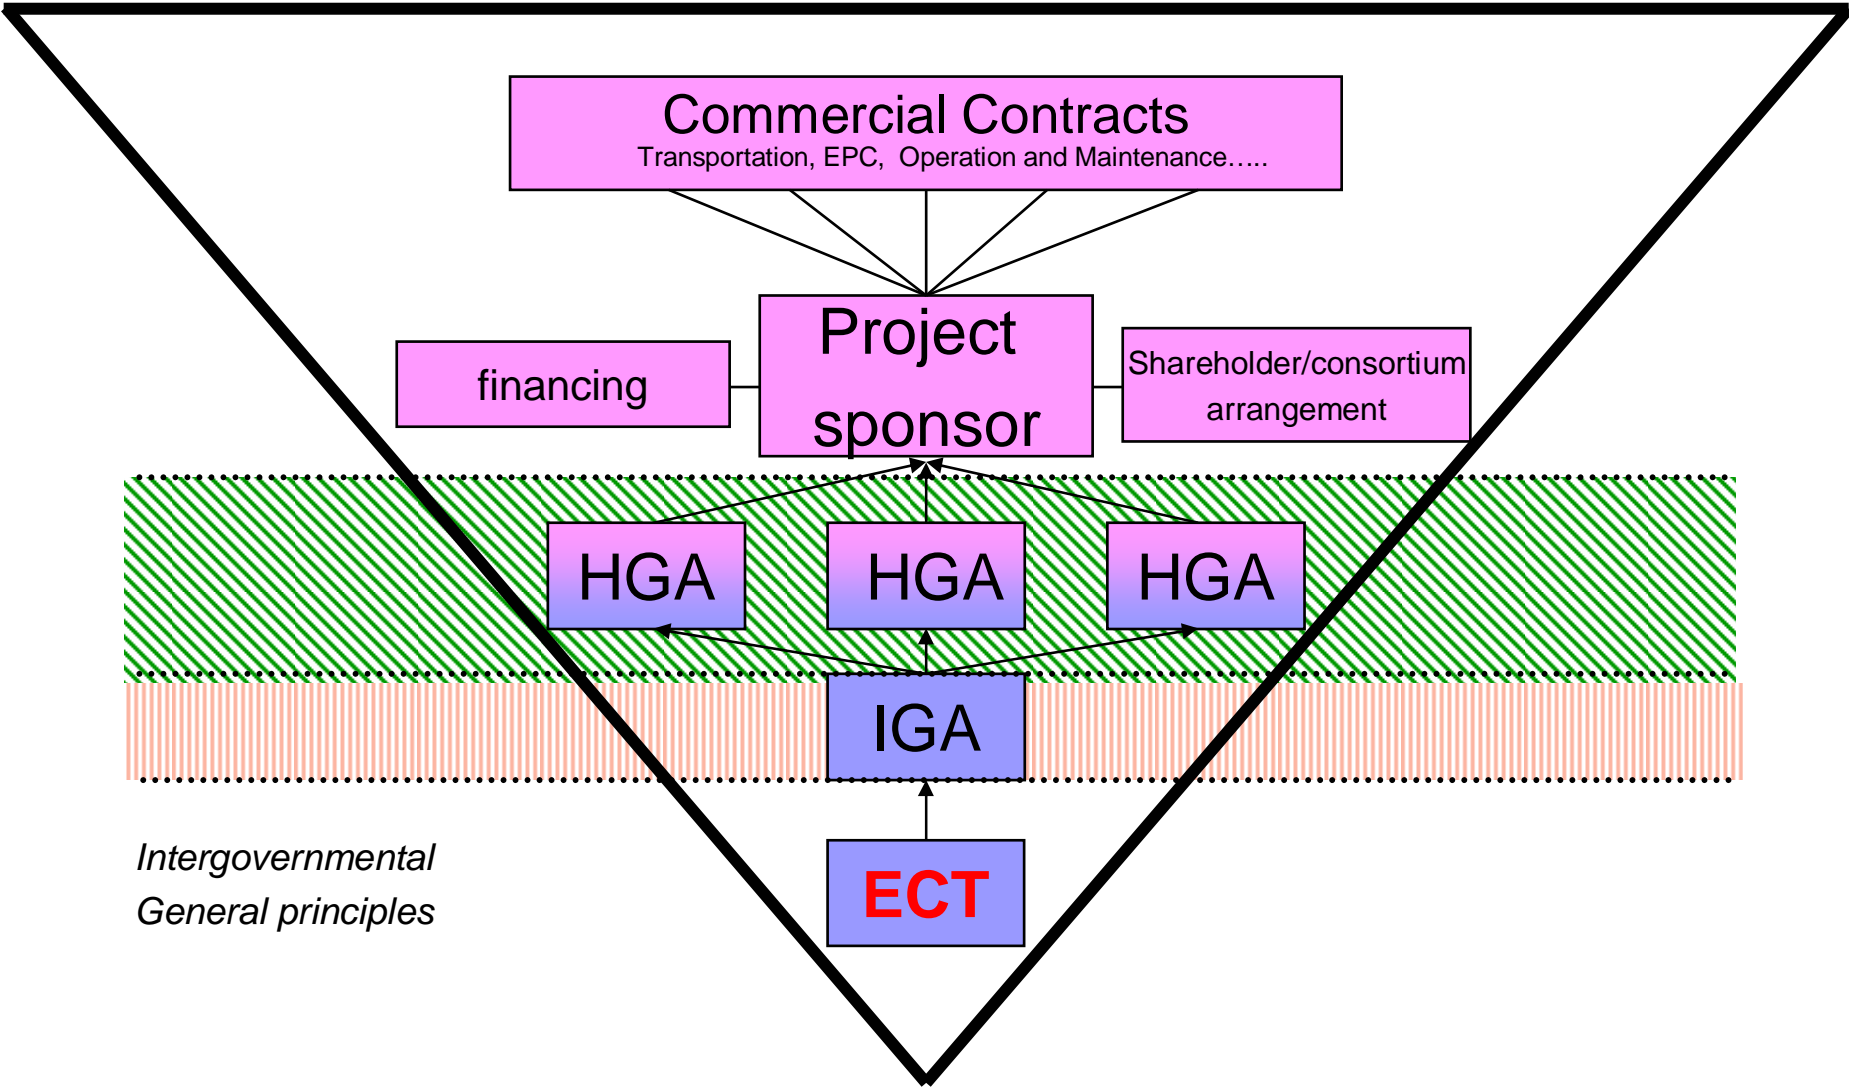 Commercial Contracts
Transportation, EPC, Operation and Maintenance.....
Project
sponsor
financing
Shareholder/consortium
arrangement
HGA
HGA
HGA
IGA
ECT
Intergovernmental
General principles